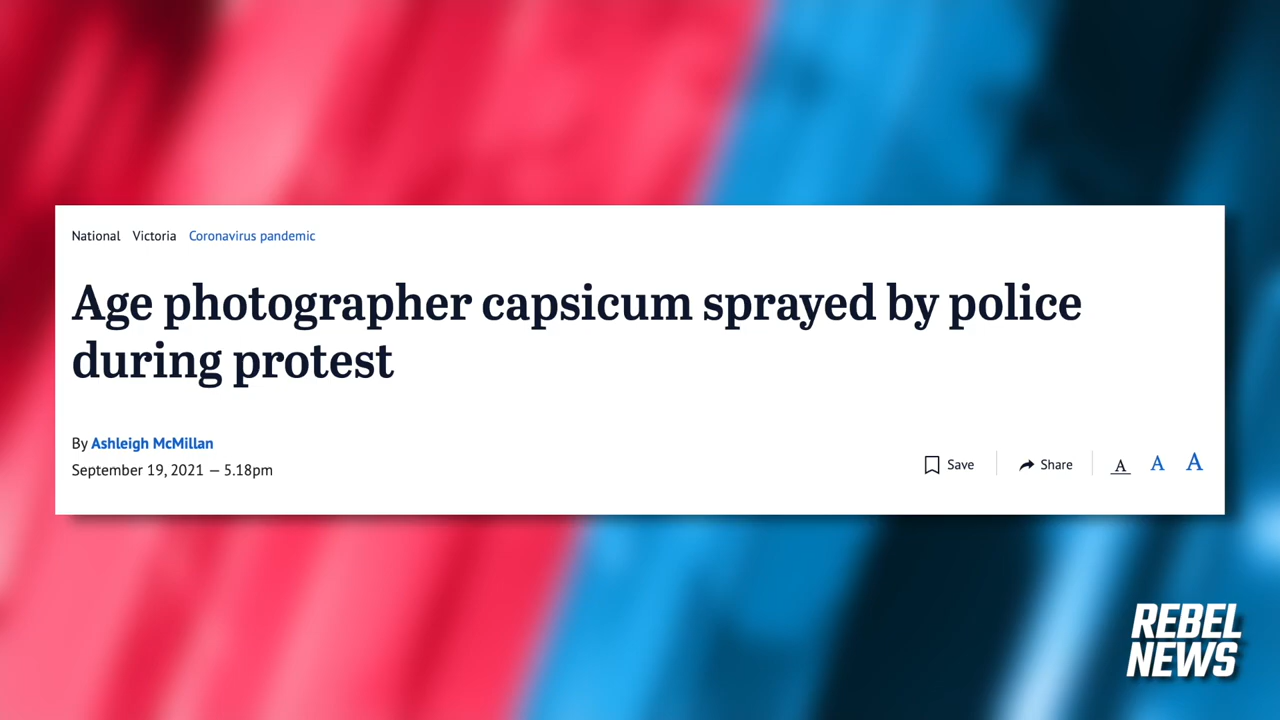 National Victoria Coronavirus pandemic
Age photographer capsicum sprayed by police
during protest
By Ashleigh McMillan
September 19, 2021 — 5.18pm
Save Share A A A
REBEL
NEWS